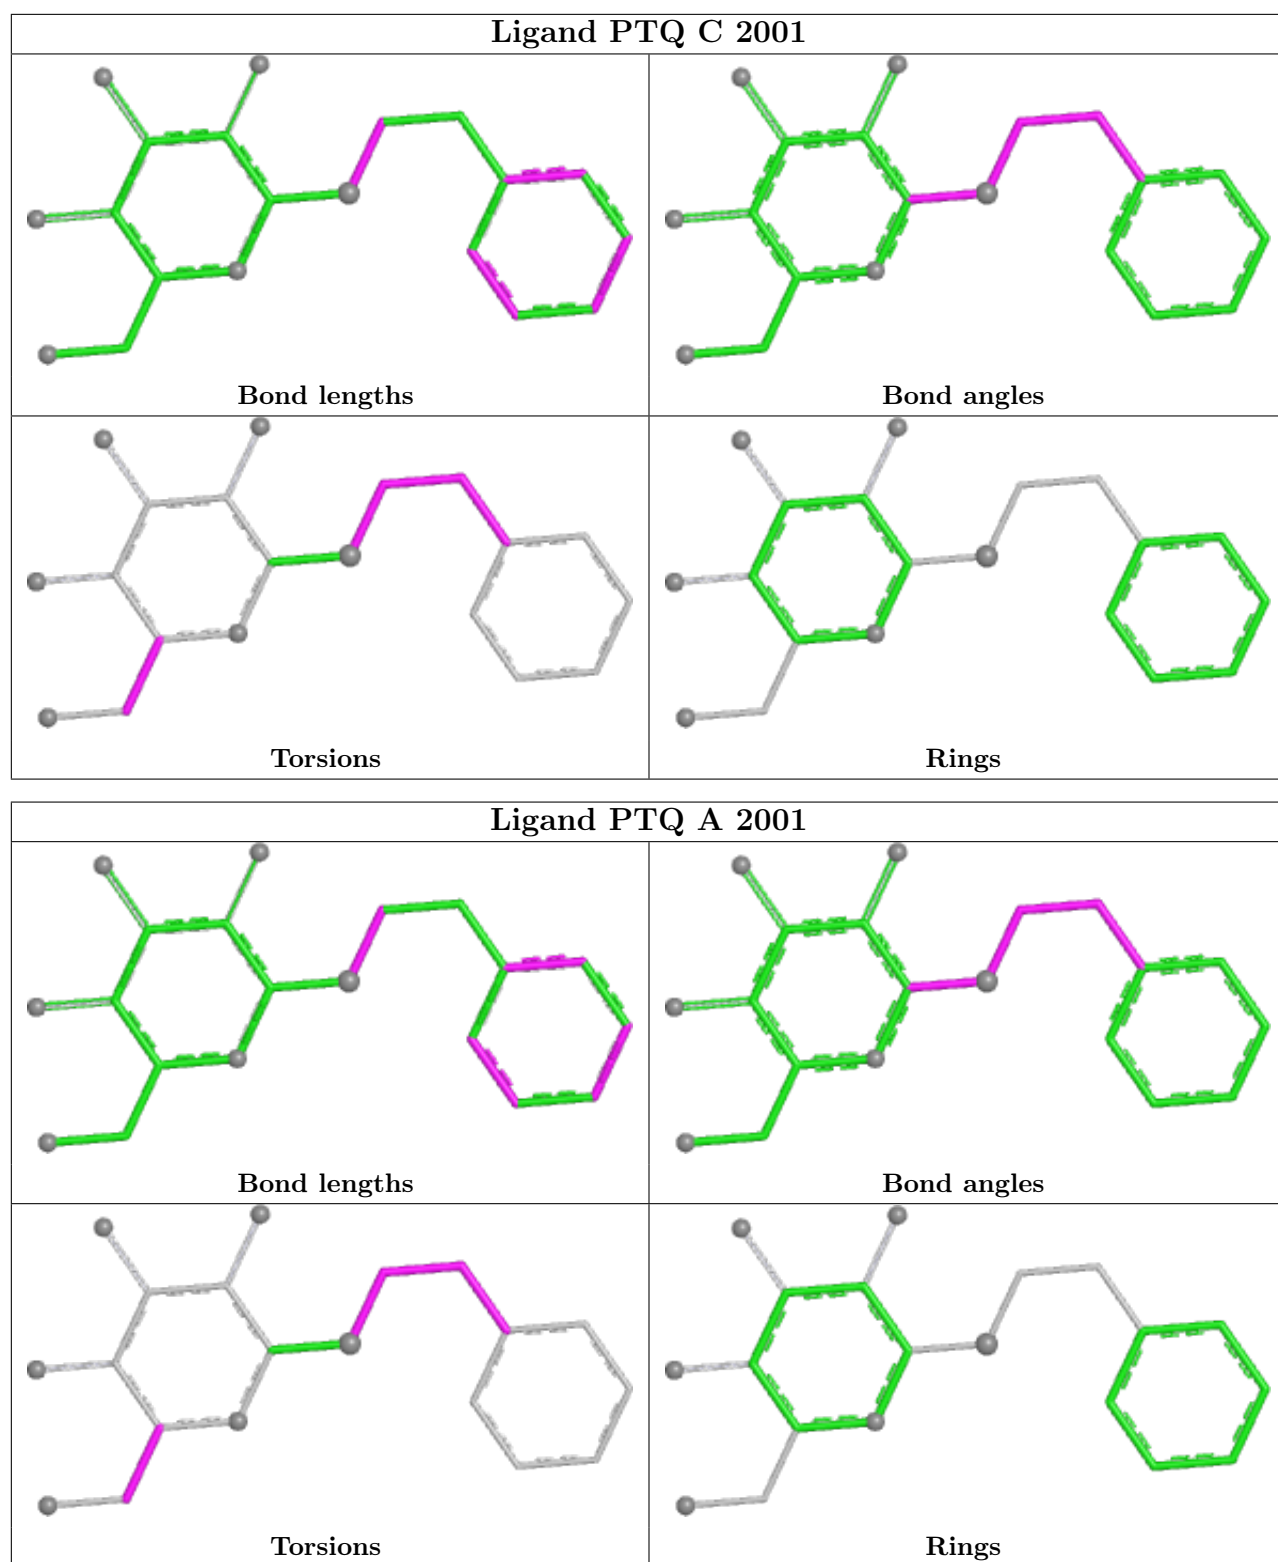 Ligand PTQ C 2001
Bond lengths
Bond angles
Torsions
Rings
Ligand PTQ A 2001
Bond lengths
Bond angles
Torsions
Rings